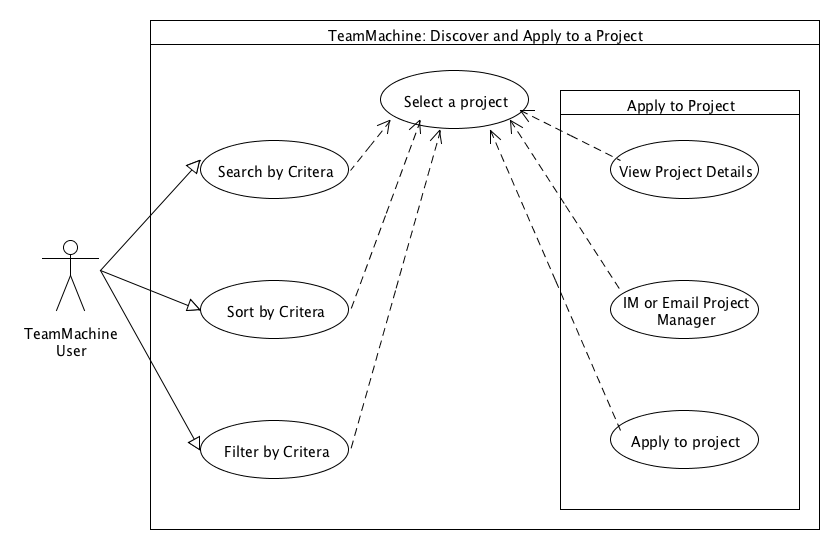 TeamMachine: Discover and Apply to a Project
Select a project
Apply to Project
Search by Critera
View Project Details
Sort by Critera
IM or Email Project
Manager
TeamMachine
User
Filter by Critera
Apply to project